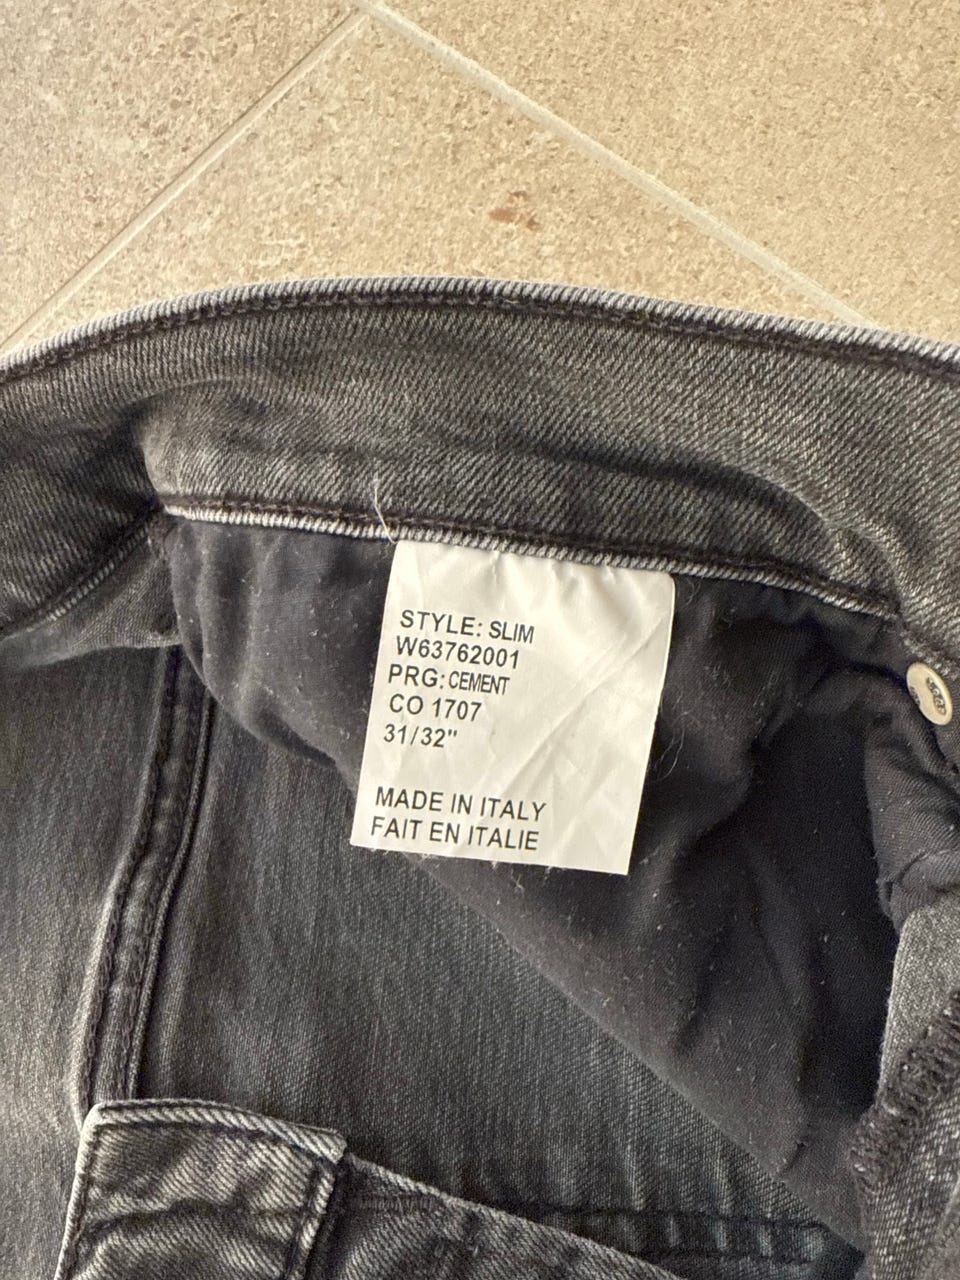 STYLE: SLIM
W63762001
PRG: CEMENT
CO 1707
31/32"
MADE IN ITALY
FAIT EN ITALIE